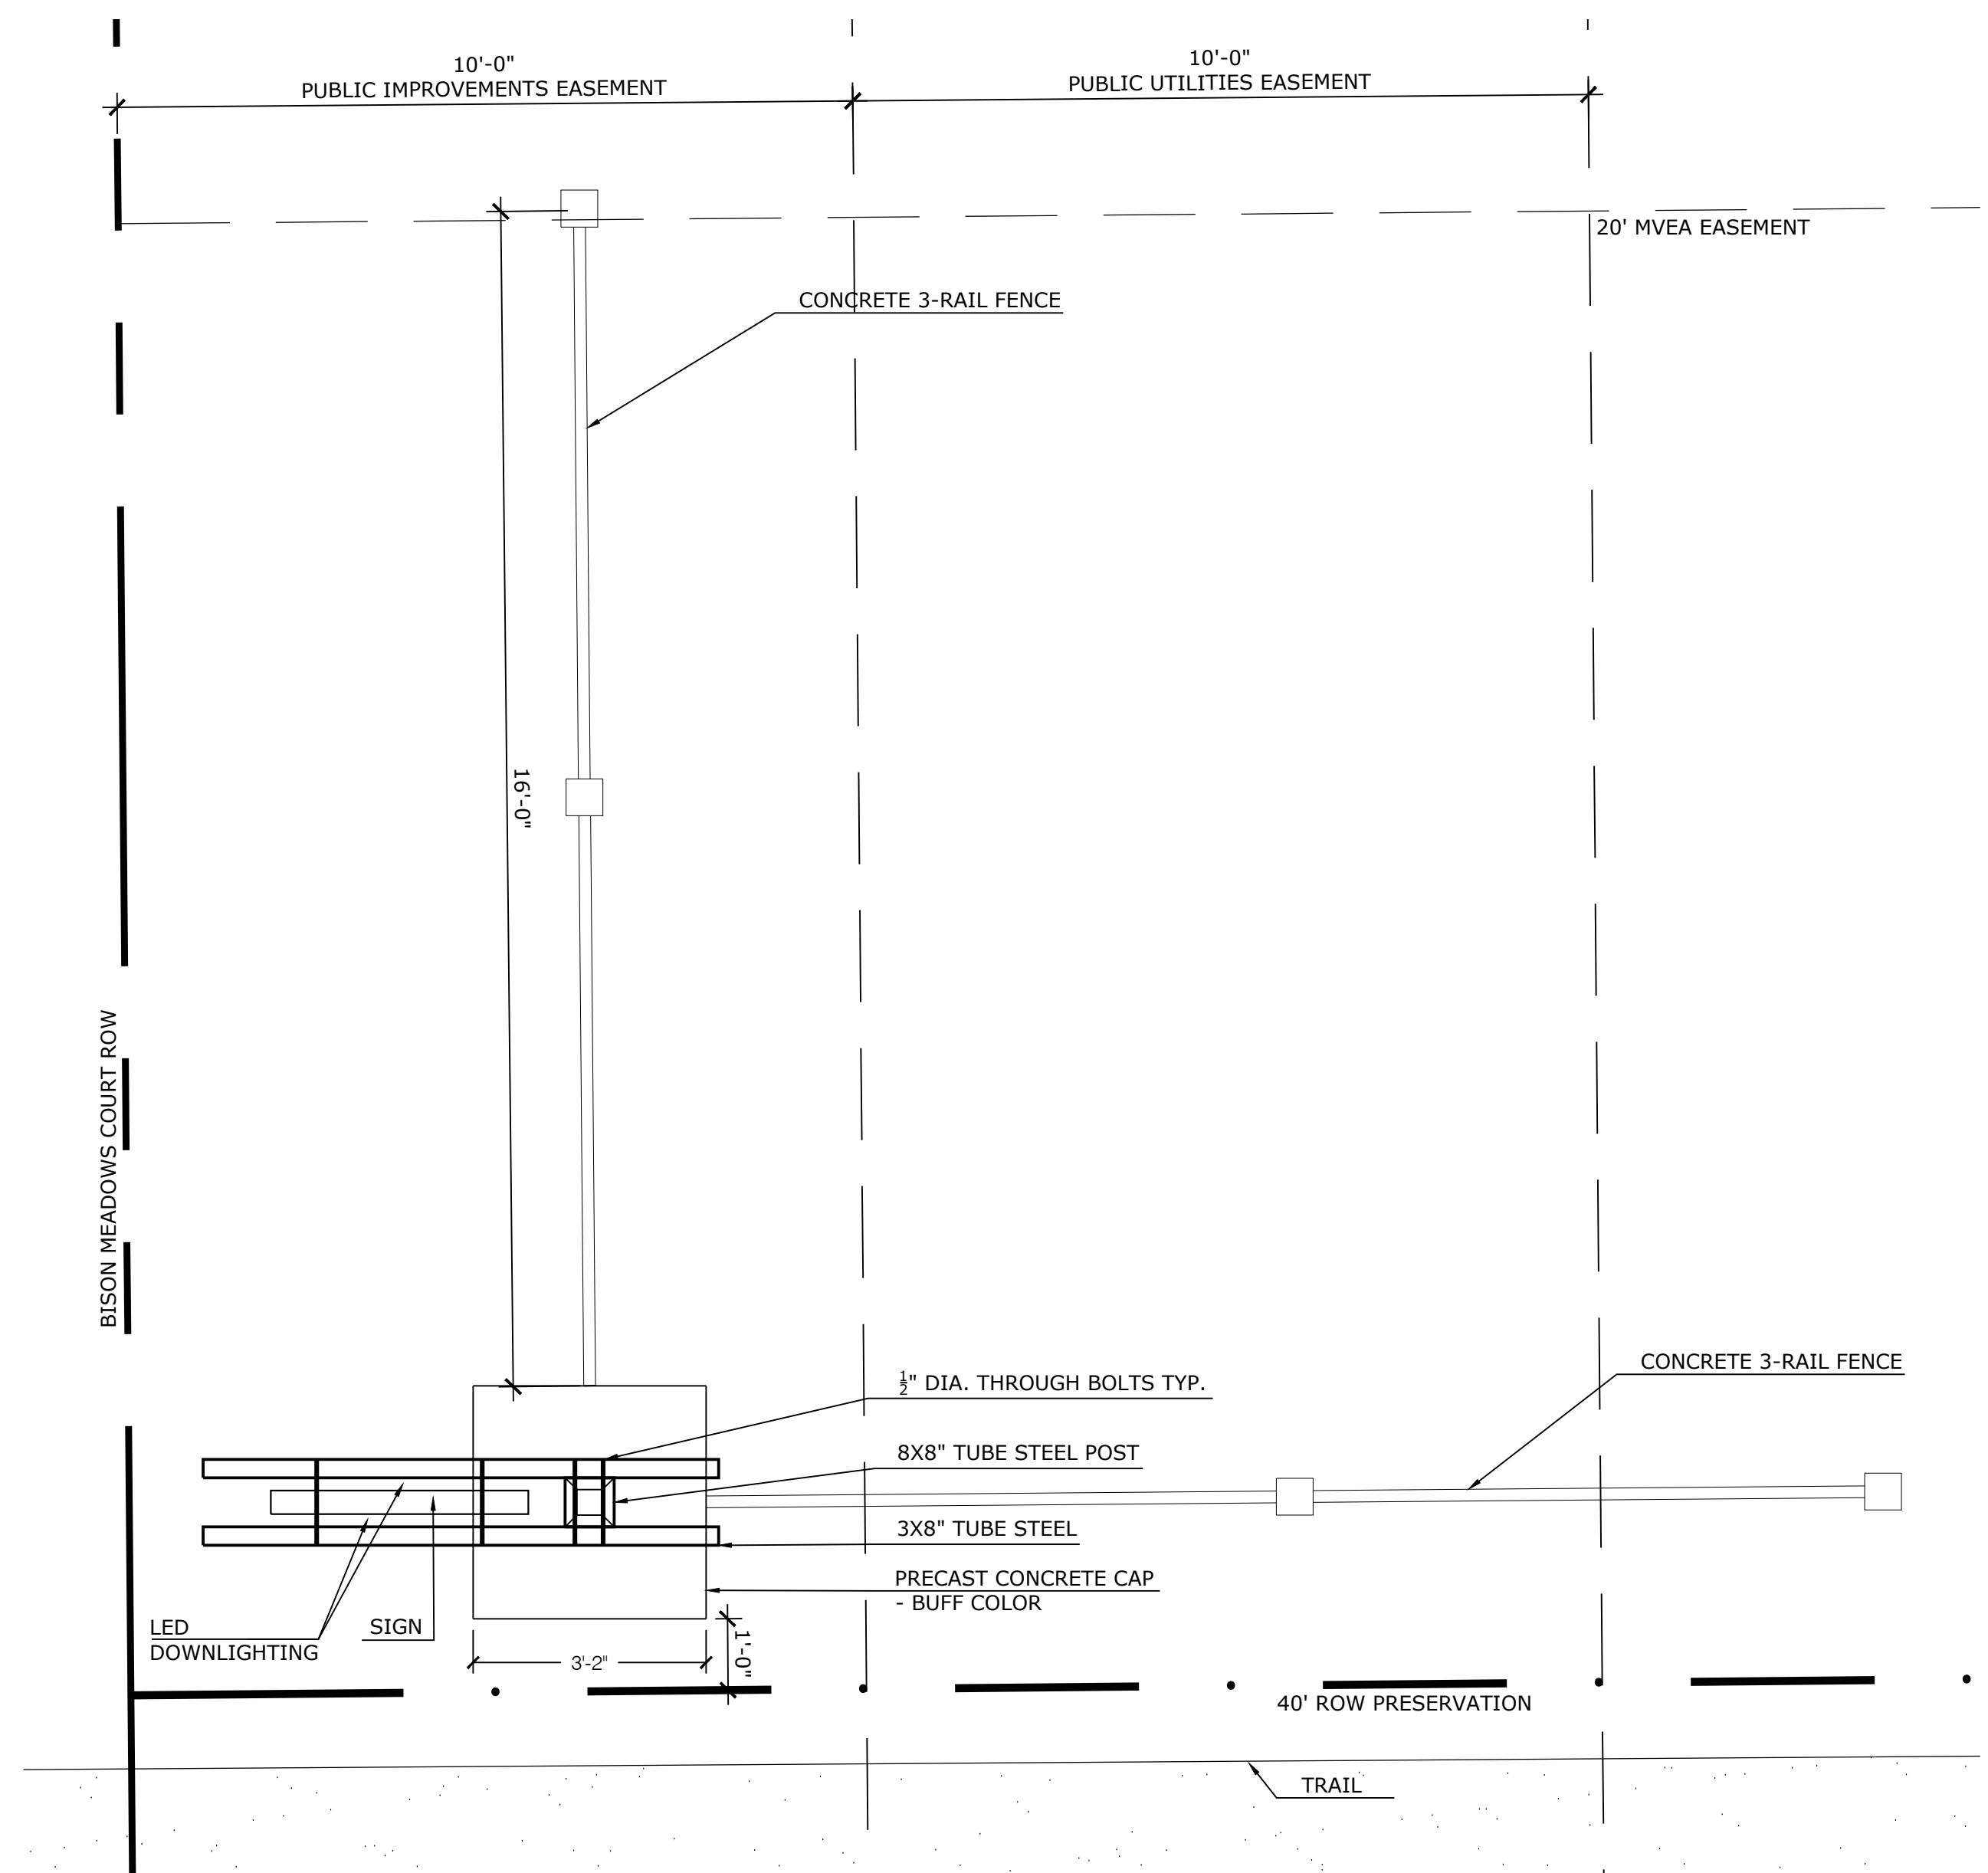 10'-0"
PUBLIC IMPROVEMENTS EASEMENT
10'-0"
PUBLIC UTILITIES EASEMENT
20' MVEA EASEMENT
CONCRETE 3-RAIL FENCE
16'-0"
BISON MEADOWS COURT ROW
CONCRETE 3-RAIL FENCE
½" DIA. THROUGH BOLTS TYP.
8X8" TUBE STEEL POST
3X8" TUBE STEEL
PRECAST CONCRETE CAP
- BUFF COLOR
LED
DOWNLIGHTING
SIGN
3'-2"
1'-0"
40' ROW PRESERVATION
TRAIL